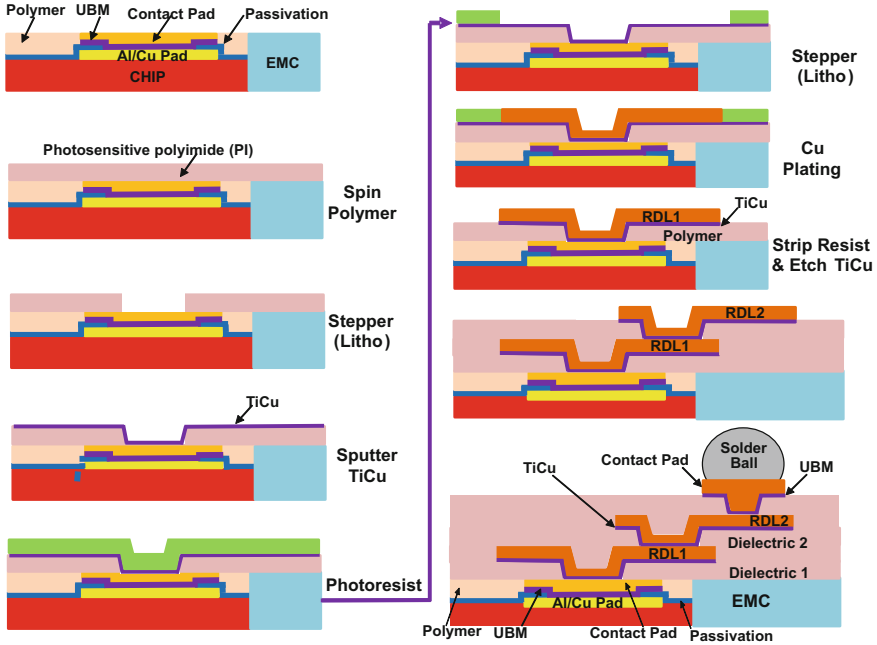 Polymer
UBM
Contact Pad
Passivation
Al/Cu Pad
CHIP
EMC
Photosensitive polyimide (PI)
Spin
Polymer
Stepper
(Litho)
TiCu
Sputter
TiCu
Photoresist
Stepper
(Litho)
Cu
Plating
TiCu
RDL1
Polymer
Strip Resist
& Etch TiCu
RDL2
RDL1
Solder
Ball
Contact Pad
UBM
TiCu
RDL2
Dielectric 2
RDL1
Dielectric 1
Al/Cu Pad
EMC
Polymer
UBM
Contact Pad
Passivation